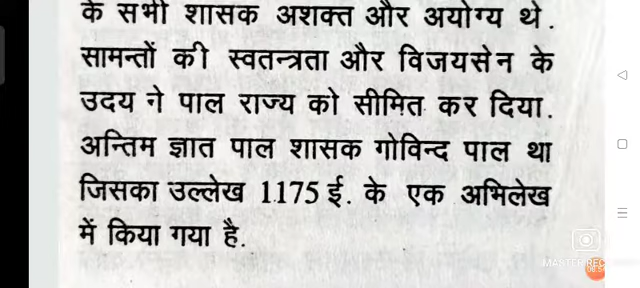 के सभी शासक अशक्त और अयोग्य थे.
सामन्तों की स्वतन्त्रता और विजयसेन के
उदय ने पाल राज्य को सीमित कर दिया.
अन्तिम ज्ञात पाल शासक गोविन्द पाल था
जिसका उल्लेख 1175 ई. के एक अभिलेख
में किया गया है.